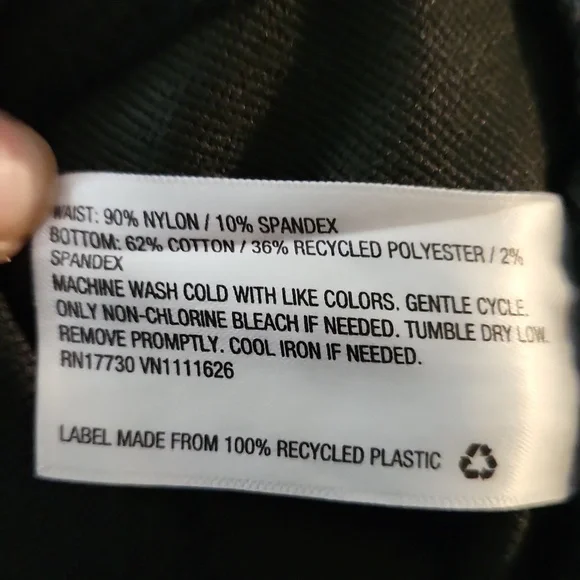 WAIST: 90% NYLON / 10% SPANDEX
BOTTOM: 62% COTTON / 36% RECYCLED POLYESTER / 2%
SPANDEX
MACHINE WASH COLD WITH LIKE COLORS. GENTLE CYCLE.
ONLY NON-CHLORINE BLEACH IF NEEDED. TUMBLE DRY LOW.
REMOVE PROMPTLY. COOL IRON IF NEEDED.
RN17730 VN1111626
LABEL MADE FROM 100% RECYCLED PLASTIC